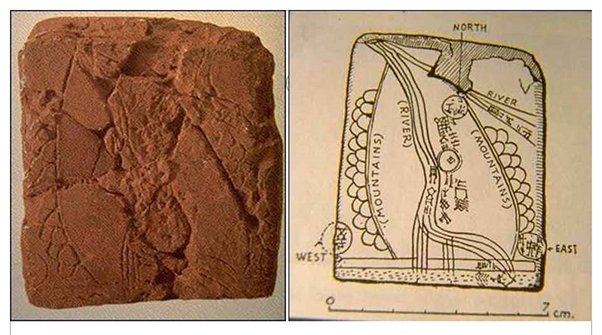 NORTH
RIVER
(RIVER)
(MOUNTAINS)
(MOUNTAINS)
WEST
EAST
0 7 cm.